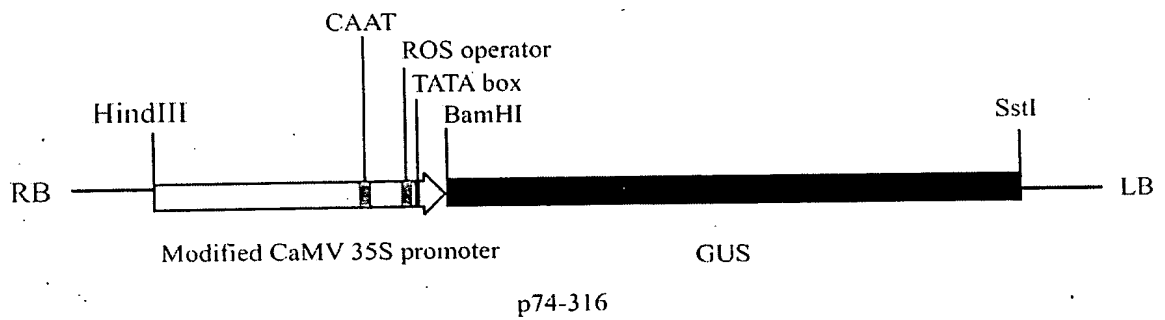 CAAT
ROS operator
TATA box
HindIII
BamHI
SstI
RB
LB
Modified CaMV 35S promoter
GUS
p74-316